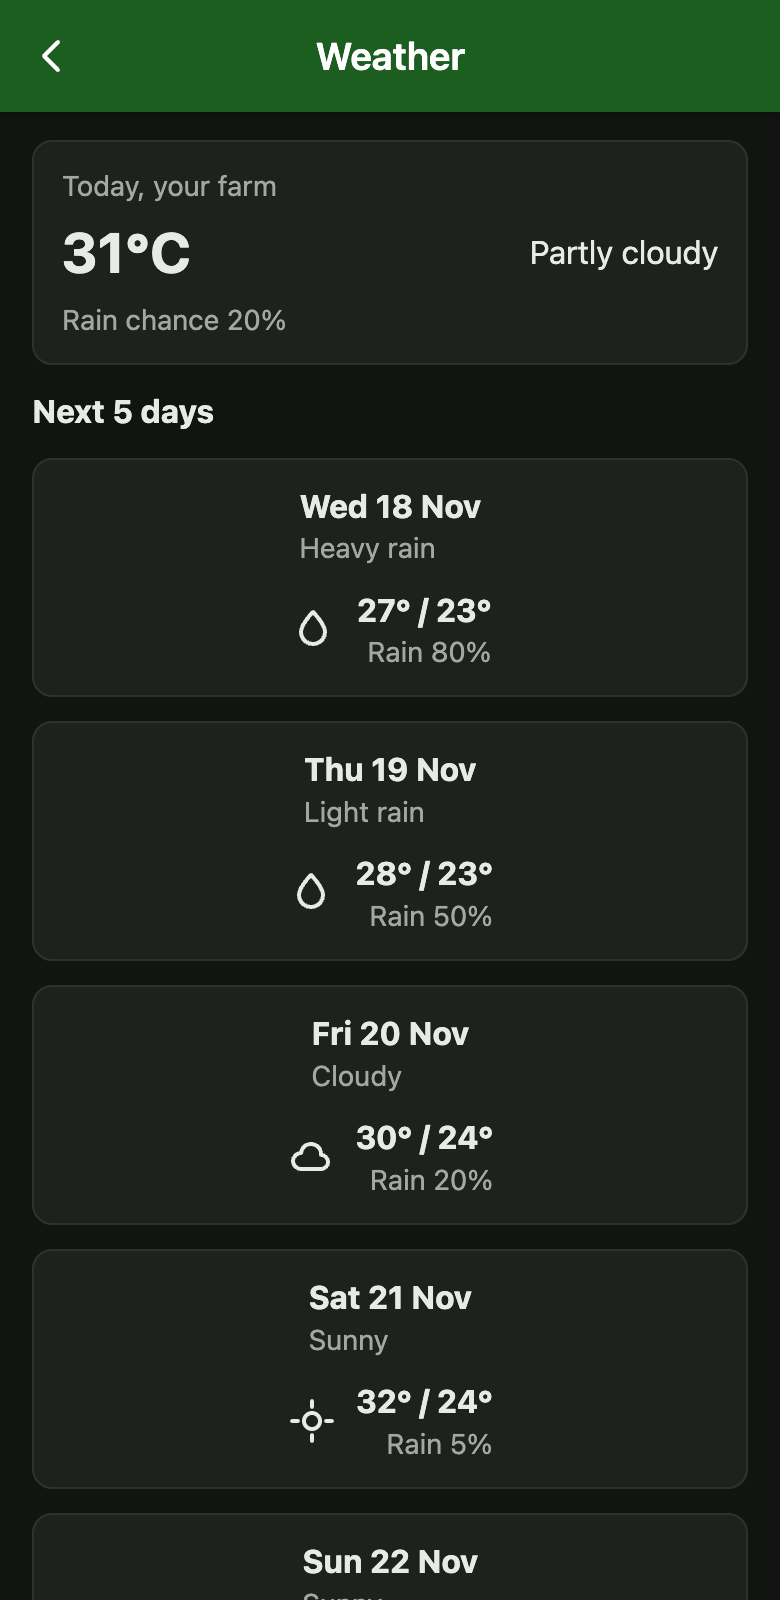 Weather
Today, your farm
31°C
Partly cloudy
Rain chance 20%
Next 5 days
Wed 18 Nov
Heavy rain
27° / 23°
Rain 80%
Thu 19 Nov
Light rain
28° / 23°
Rain 50%
Fri 20 Nov
Cloudy
30° / 24°
Rain 20%
Sat 21 Nov
Sunny
32° / 24°
Rain 5%
Sun 22 Nov